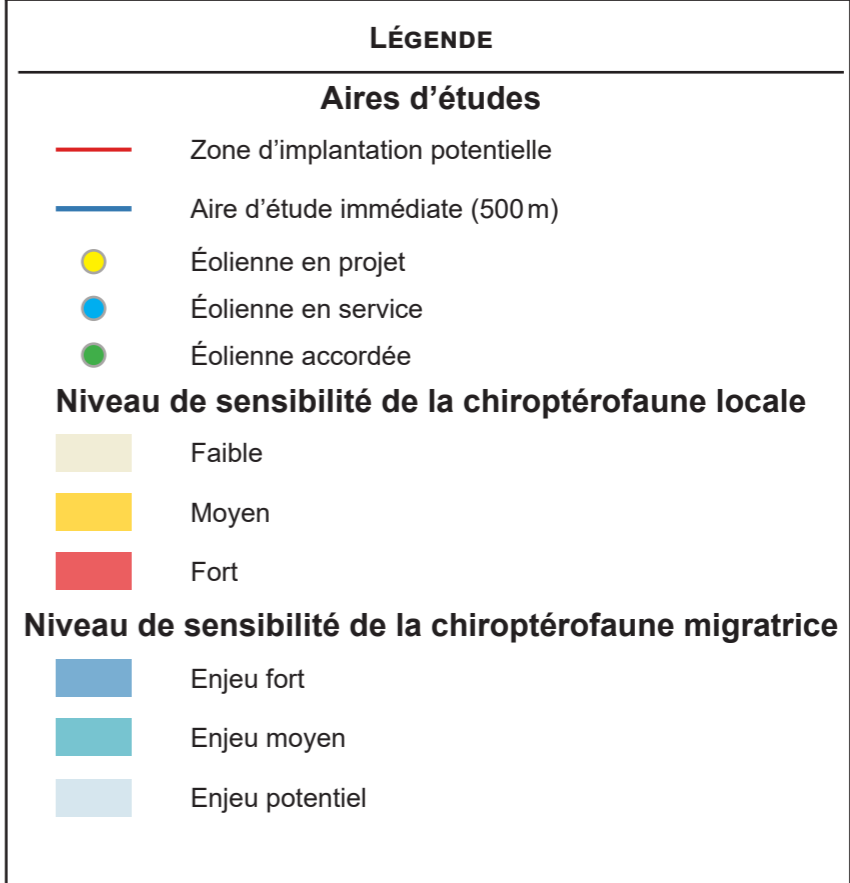 LÉGENDE
Aires d’études
Zone d’implantation potentielle
Aire d’étude immédiate (500 m)
Éolienne en projet
Éolienne en service
Éolienne accordée
Niveau de sensibilité de la chiroptérofaune locale
Faible
Moyen
Fort
Niveau de sensibilité de la chiroptérofaune migratrice
Enjeu fort
Enjeu moyen
Enjeu potentiel